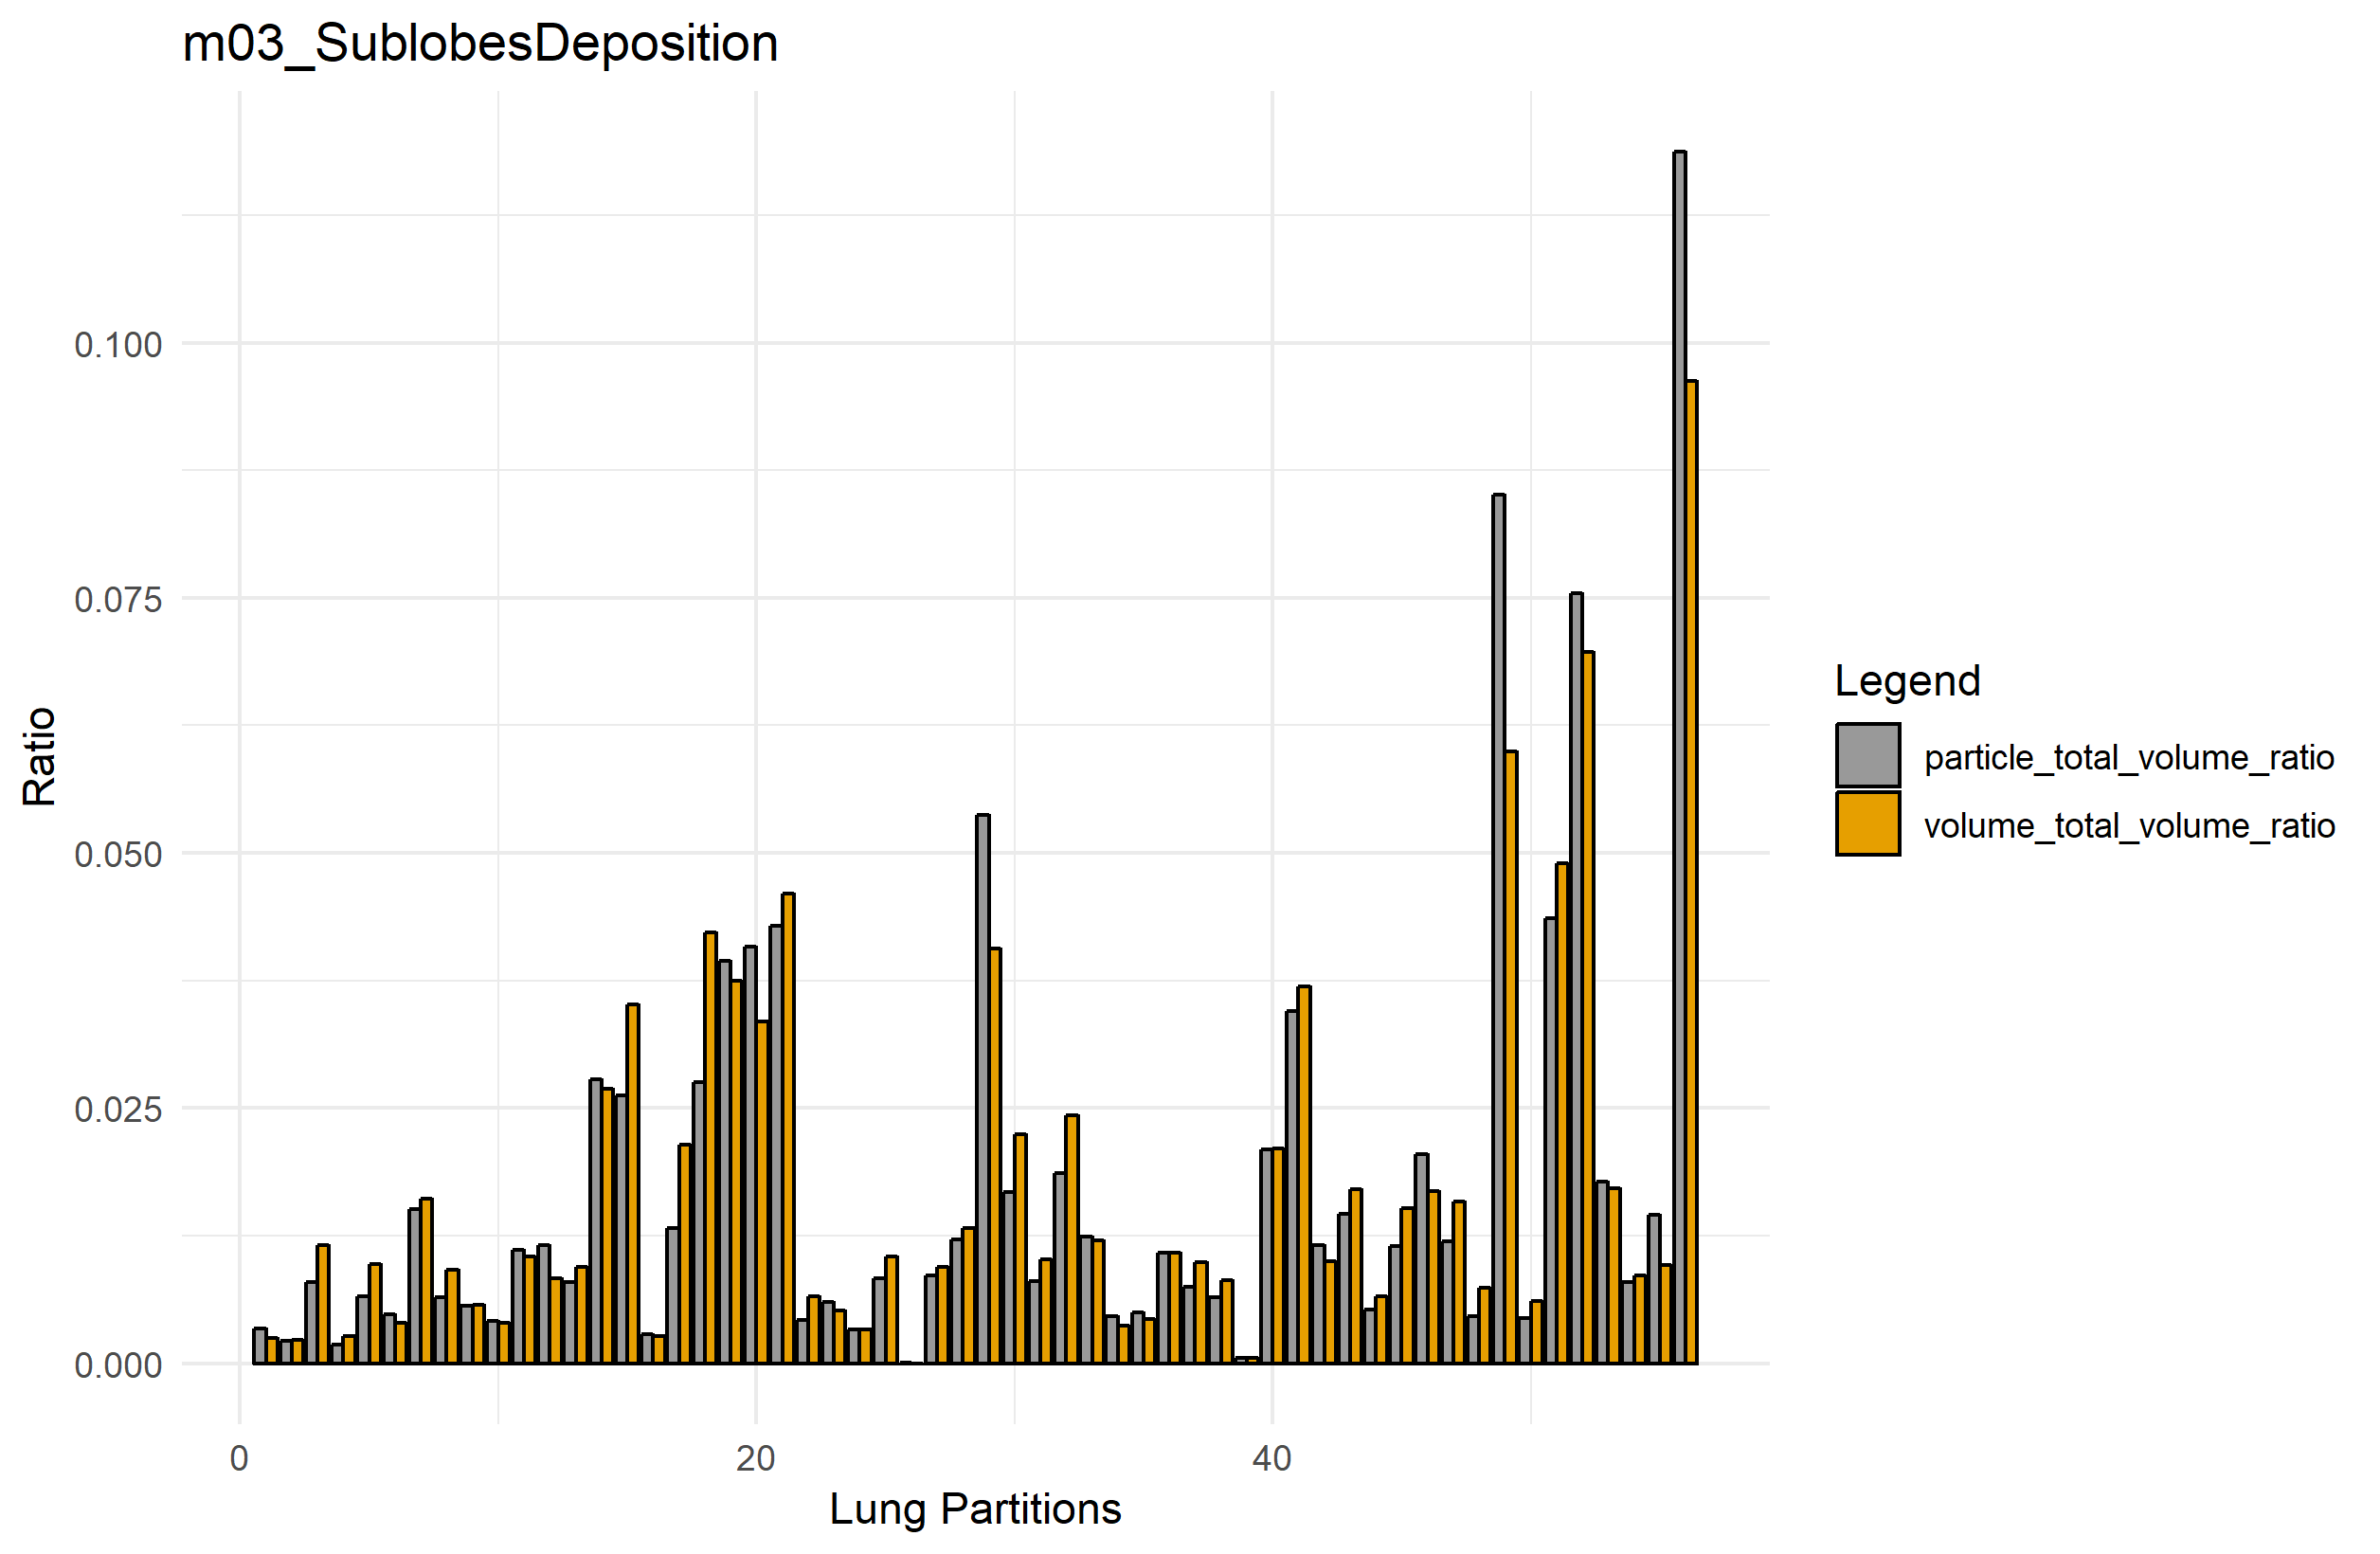 m03_SublobesDeposition
0.100
0.075
0.050
0.025
0.000
Ratio
0
20
40
Lung Partitions
Legend
particle_total_volume_ratio
volume_total_volume_ratio